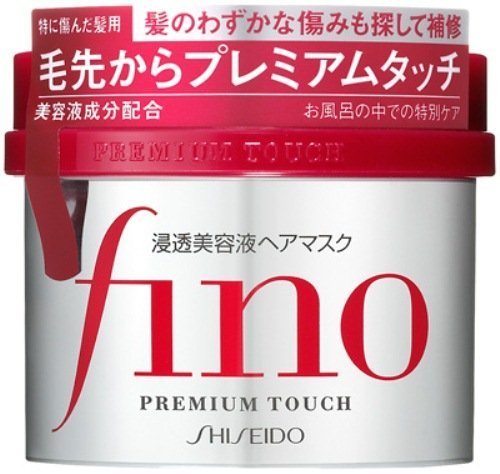 特に傷んだ髪用
髪のわずかな傷みも探して補修
毛先からプレミアムタッチ
美容液成分配合
お風呂の中での特別ケア
PREMIUM TOUCH
浸透美容液ヘアマスク
fino
PREMIUM TOUCH
SHISEIDO